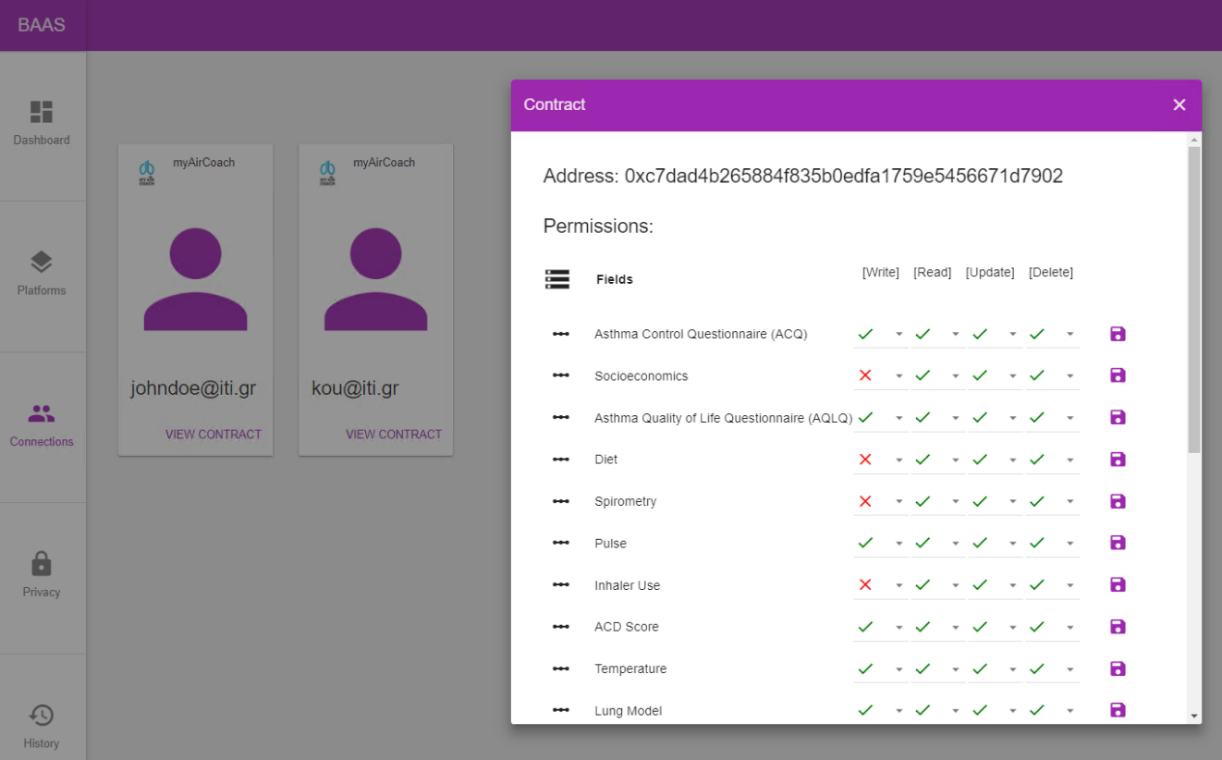 BAAS
Dashboard
Platforms
Connections
Privacy
History
myAirCoach
johndoe@iti.gr
VIEW CONTRACT
myAirCoach
kou@iti.gr
VIEW CONTRACT
Contract
Address: 0xc7dad4b265884f835b0edfa1759e5456671d7902
Permissions:
Fields [Write] [Read] [Update] [Delete]
Asthma Control Questionnaire (ACQ)
Socioeconomics
Asthma Quality of Life Questionnaire (AQLQ)
Diet
Spirometry
Pulse
Inhaler Use
ACD Score
Temperature
Lung Model